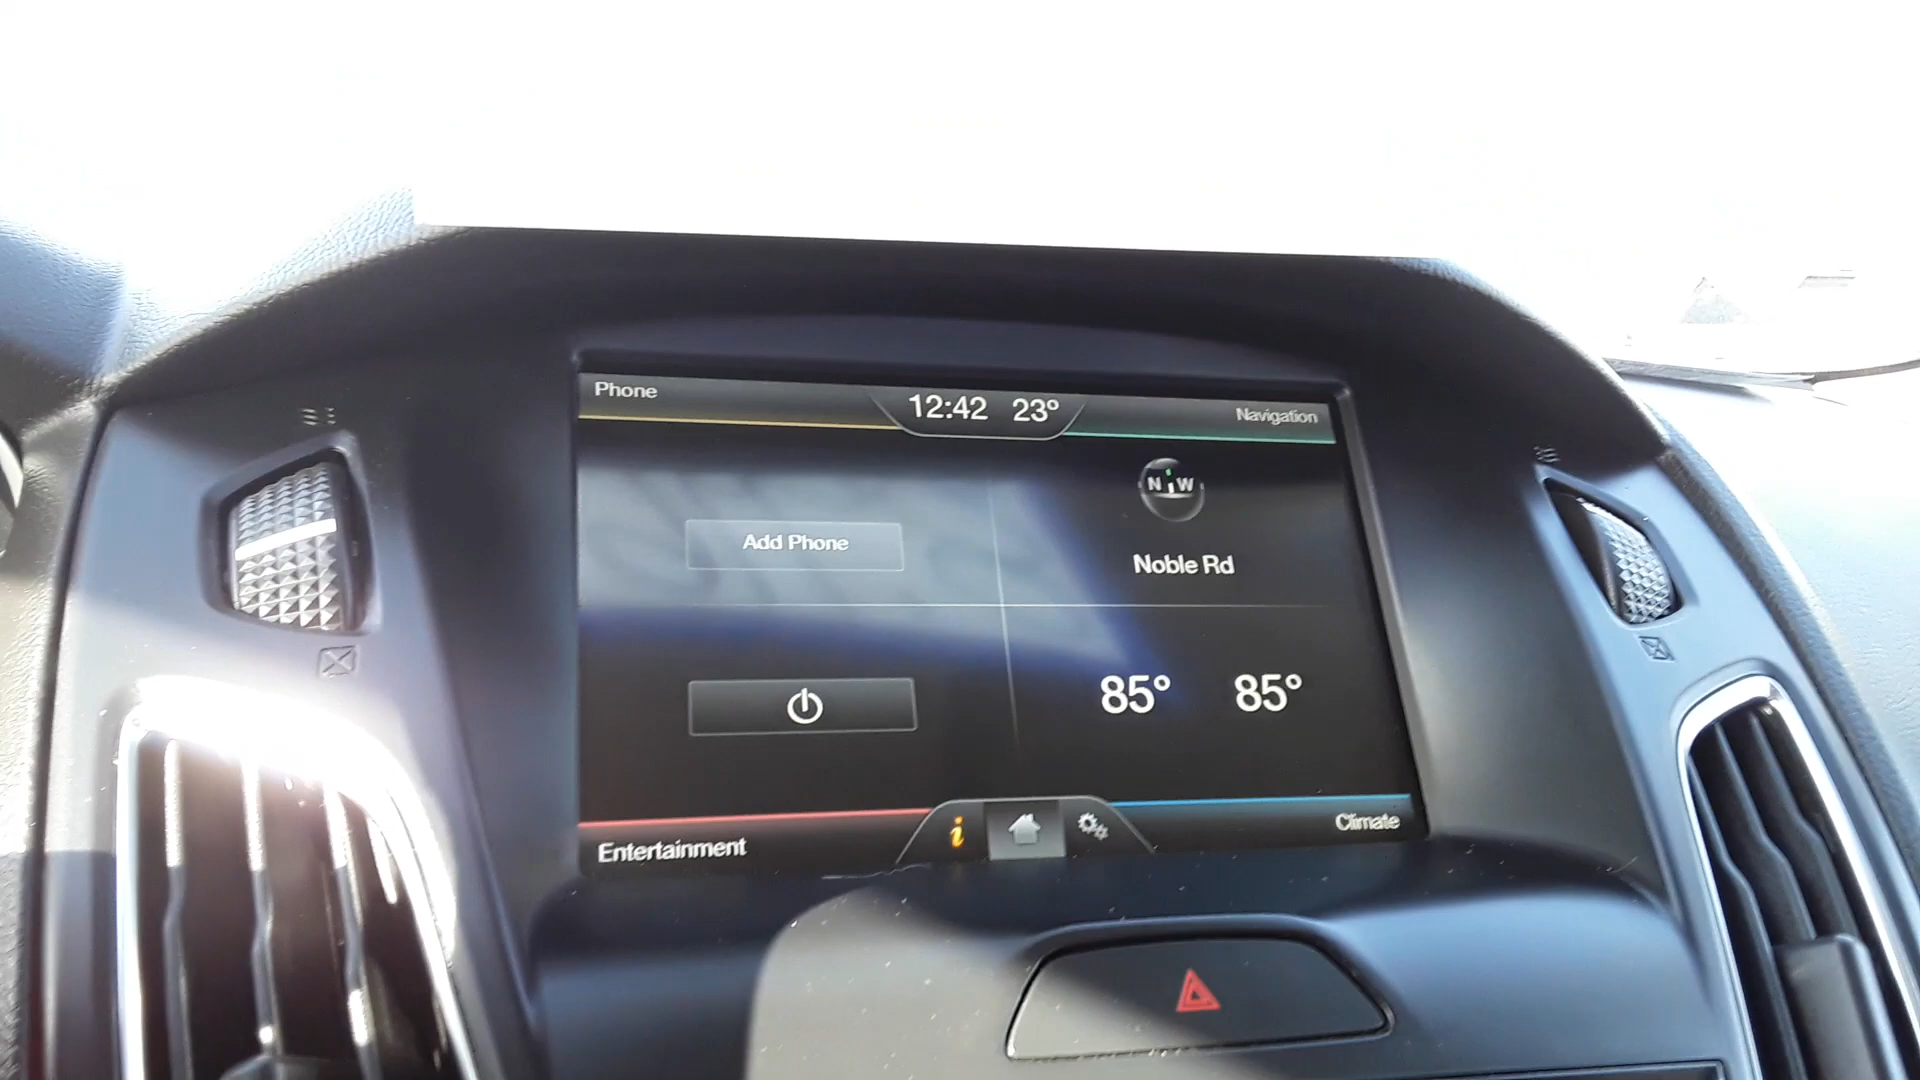 Phone
12:42 23°
Navigation
N W
Add Phone
Noble Rd
85° 85°
Entertainment
i
Climate